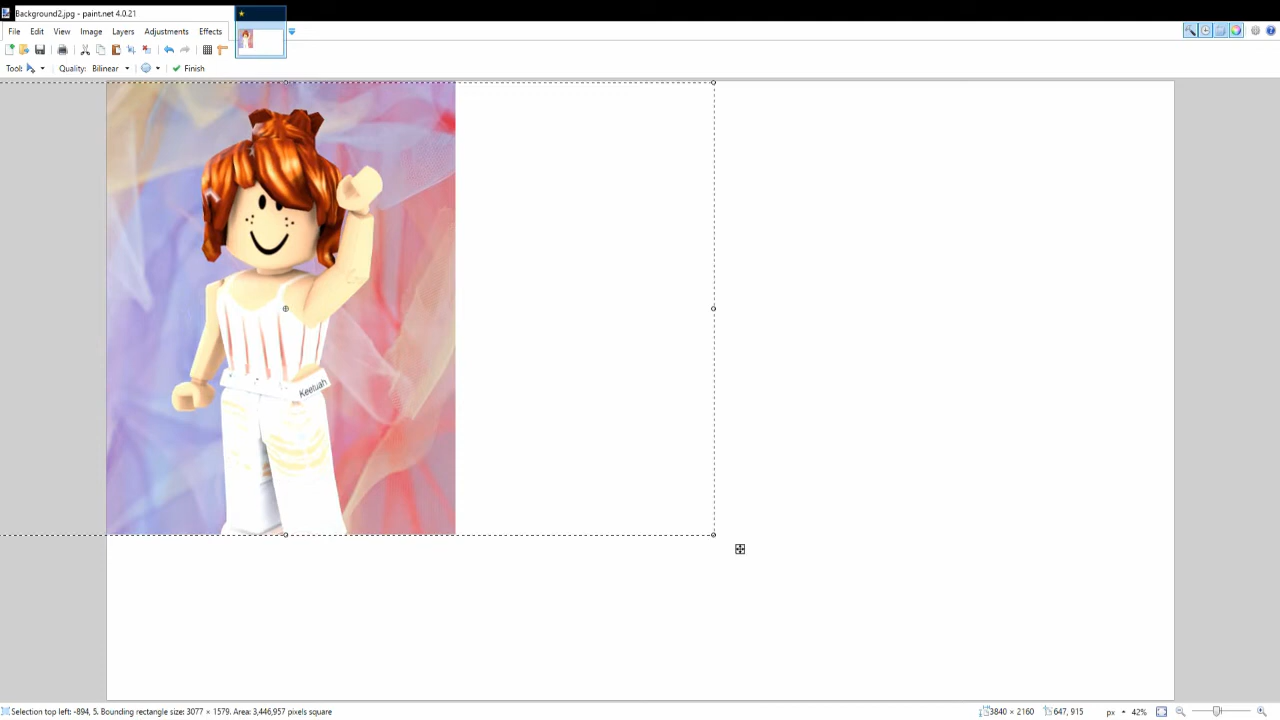 Background2.jpg - paint.net 4.0.21
File Edit View Image Layers Adjustments Effects
Tool: Quality: Bilinear Finish
Keeluah
Selection top left: -894, 5. Bounding rectangle size: 3077 × 1579. Area: 3,446,957 pixels square 3840 × 2160 647, 915 px 42%